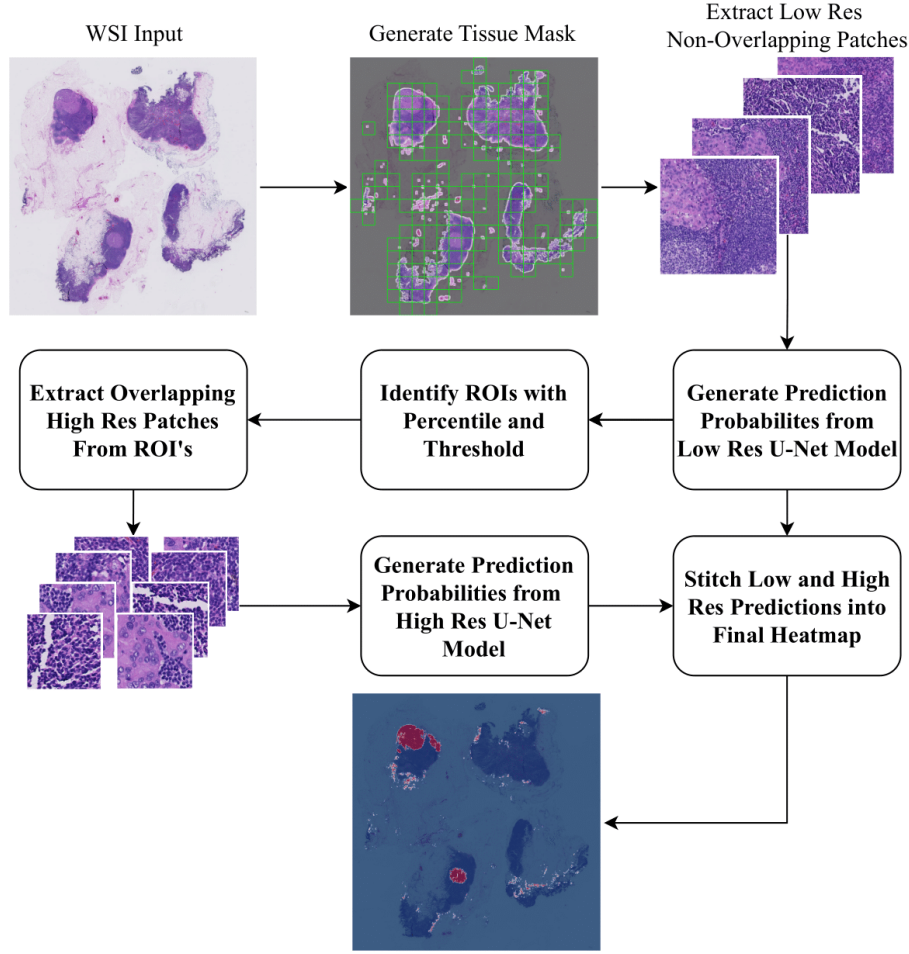 WSI Input
Generate Tissue Mask
Extract Low Res
Non-Overlapping Patches
Extract Overlapping
High Res Patches
From ROI's
Identify ROIs with
Percentile and
Threshold
Generate Prediction
Probabilites from
Low Res U-Net Model
Generate Prediction
Probabilities from
High Res U-Net
Model
Stitch Low and High
Res Predictions into
Final Heatmap